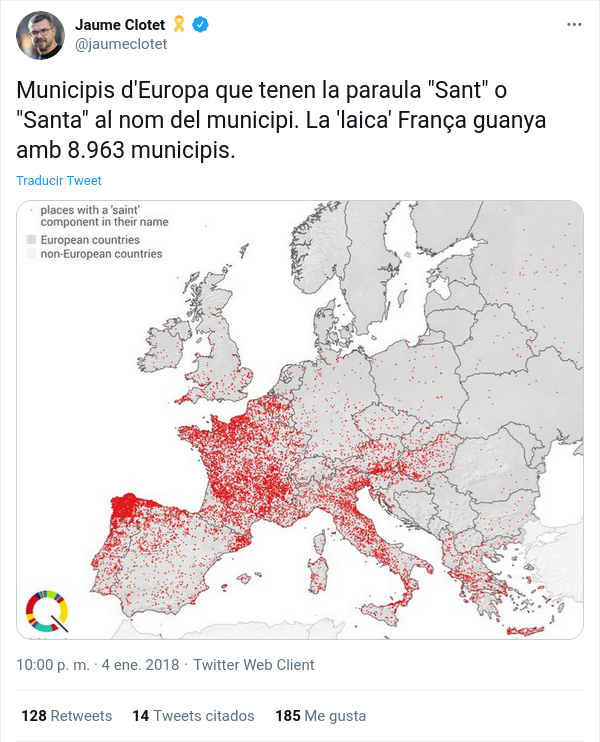 Jaume Clotet 🎗️
@jaumeclotet
Municipis d'Europa que tenen la paraula "Sant" o
"Santa" al nom del municipi. La 'laica' França guanya
amb 8.963 municipis.
Traducir Tweet
places with a 'saint'
component in their name
European countries
non-European countries
10:00 p. m. · 4 ene. 2018 · Twitter Web Client
128 Retweets 14 Tweets citados 185 Me gusta